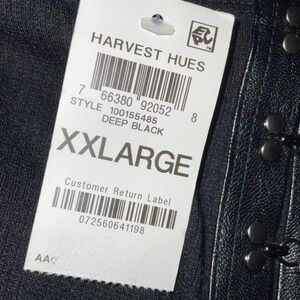 HARVEST HUES
7 66380 92052 8
STYLE 100155485
DEEP BLACK
XXLARGE
Customer Return Label
072560641198